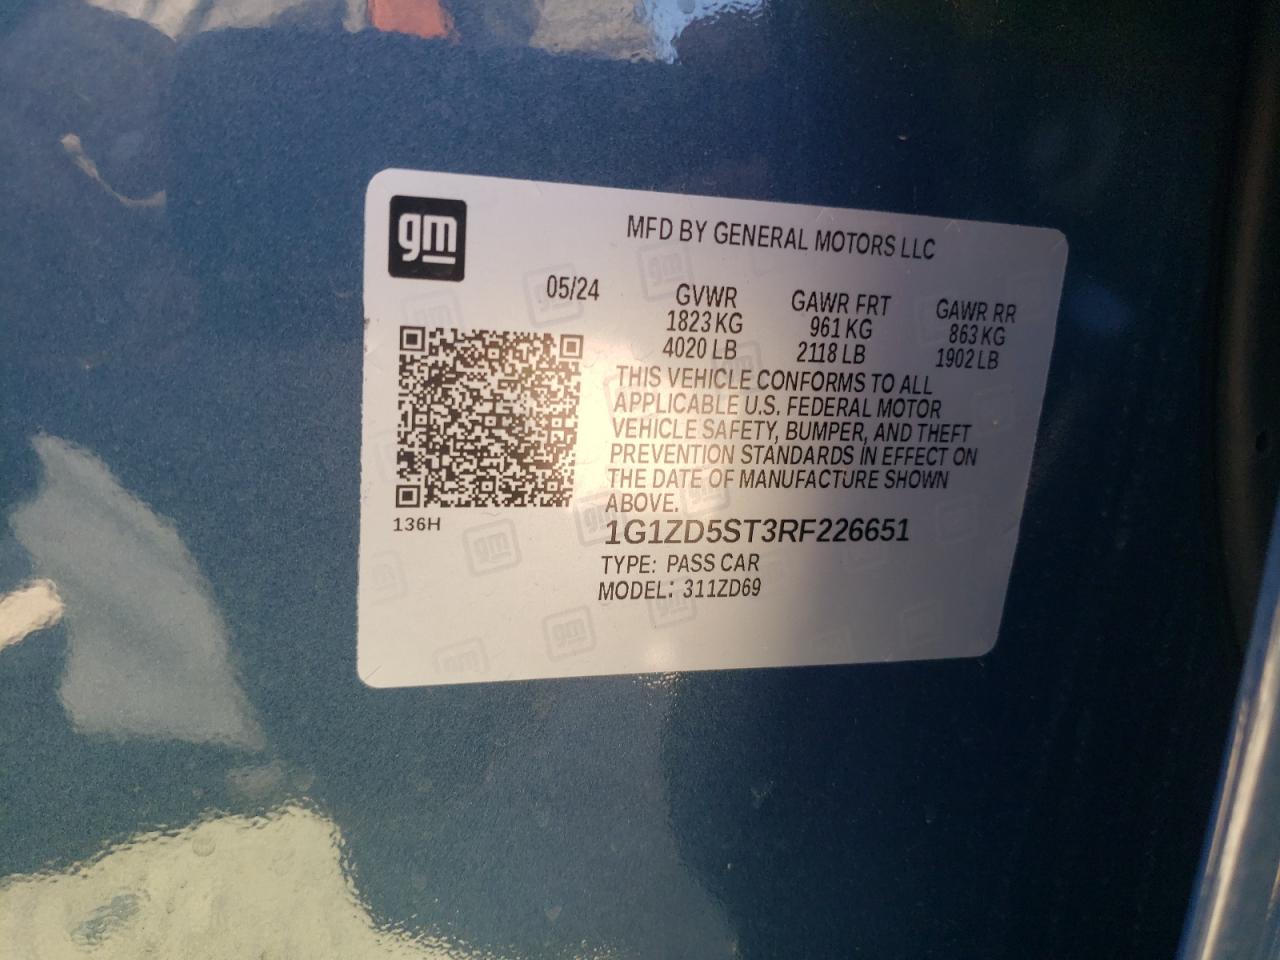 gm
MFD BY GENERAL MOTORS LLC
05/24
GVWR
1823 KG
4020 LB
GAWR FRT
961 KG
2118 LB
GAWR RR
863 KG
1902 LB
THIS VEHICLE CONFORMS TO ALL
APPLICABLE U.S. FEDERAL MOTOR
VEHICLE SAFETY, BUMPER, AND THEFT
PREVENTION STANDARDS IN EFFECT ON
THE DATE OF MANUFACTURE SHOWN
ABOVE.
136H
1G1ZD5ST3RF226651
TYPE: PASS CAR
MODEL: 311ZD69